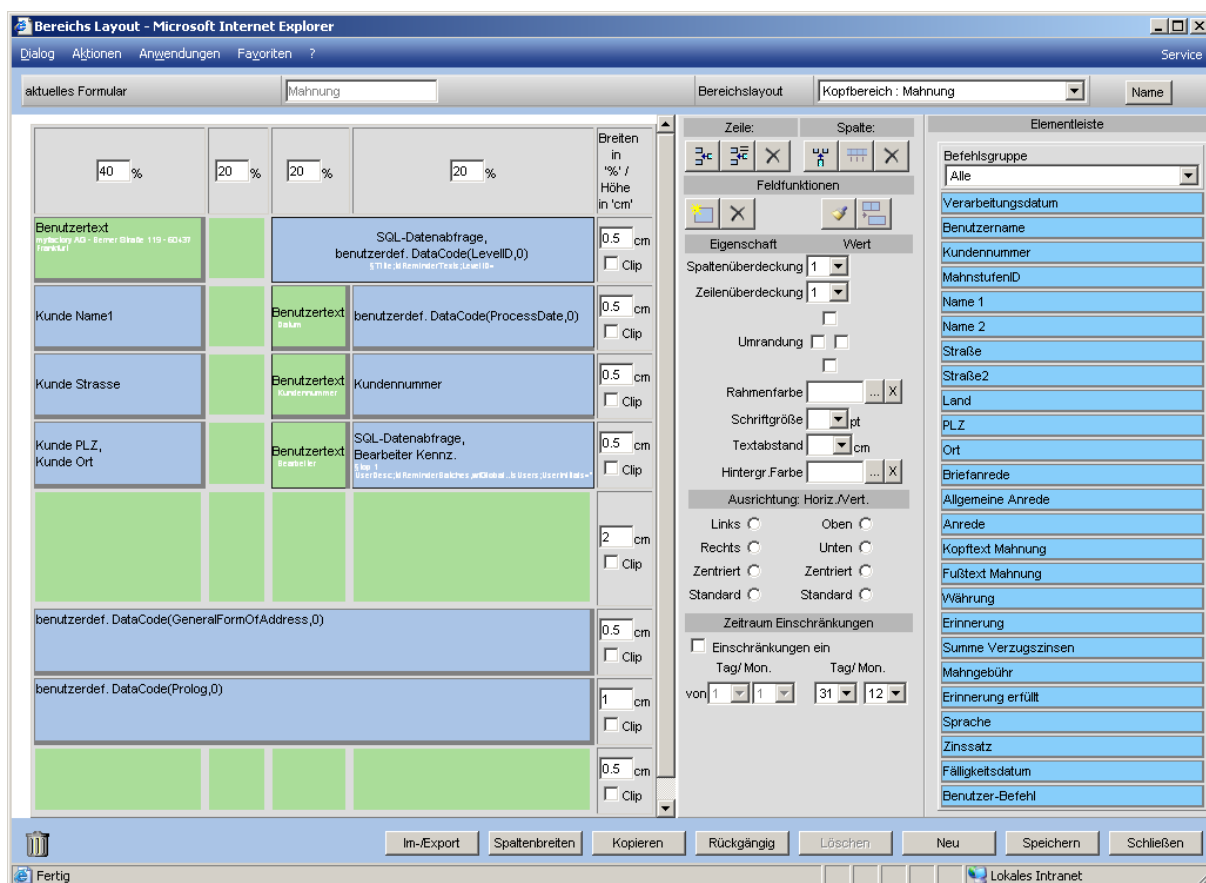 Bereichs Layout - Microsoft Internet Explorer
Dialog Aktionen Anwendungen Favoriten ? Service
aktuelles Formular Mahnung Bereichslayout Kopfbereich : Mahnung Name
40 % 20 % 20 % 20 %
Breiten
in
'%' /
Höhe
in 'cm'
Benutzertext
myfactory AG - Berner Straße 119 - 60437
Frankfurt
SQL-Datenabfrage,
benutzerdef. DataCode(LevelID,0)
0.5 cm
Clip
Kunde Name1
Benutzertext
Datum
benutzerdef. DataCode(ProcessDate,0)
0.5 cm
Clip
Kunde Strasse
Benutzertext
Kundennummer
Kundennummer
0.5 cm
Clip
Kunde PLZ,
Kunde Ort
Benutzertext
Bearbeiter
SQL-Datenabfrage,
Bearbeiter Kennz.
0.5 cm
Clip
2 cm
Clip
benutzerdef. DataCode(GeneralFormOfAddress,0)
0.5 cm
Clip
benutzerdef. DataCode(Prolog,0)
1 cm
Clip
0.5 cm
Clip
Zeile: Spalte:
Feldfunktionen
Eigenschaft Wert
Spaltenüberdeckung 1
Zeilenüberdeckung 1
Umrandung
Rahmenfarbe ... X
Schriftgröße pt
Textabstand cm
Hintergr.Farbe ... X
Ausrichtung: Horiz./Vert.
Links Oben
Rechts Unten
Zentriert Zentriert
Standard Standard
Zeitraum Einschränkungen
Einschränkungen ein
Tag/ Mon. Tag/ Mon.
von 1 1 31 12
Elementleiste
Befehlsgruppe
Alle
Verarbeitungsdatum
Benutzername
Kundennummer
MahnstufenID
Name 1
Name 2
Straße
Straße2
Land
PLZ
Ort
Briefanrede
Allgemeine Anrede
Anrede
Kopftext Mahnung
Fußtext Mahnung
Währung
Erinnerung
Summe Verzugszinsen
Mahngebühr
Erinnerung erfüllt
Sprache
Zinssatz
Fälligkeitsdatum
Benutzer-Befehl
Im-/Export Spaltenbreiten Kopieren Rückgängig Löschen Neu Speichern Schließen
Fertig Lokales Intranet